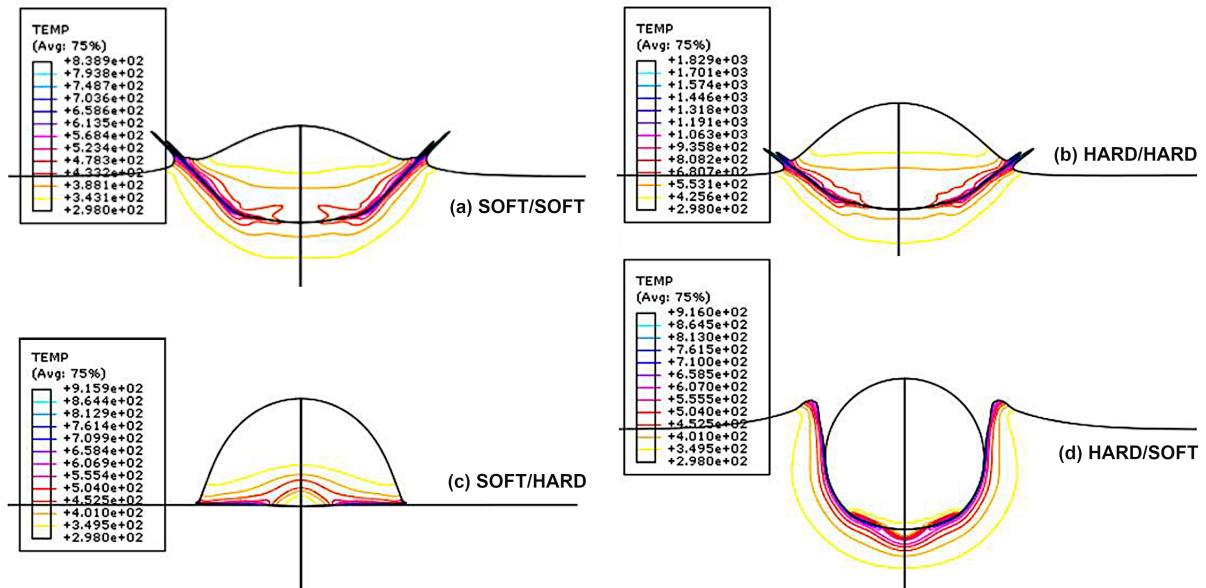 TEMP
(Avg: 75%)
+8.389e+02
+7.938e+02
+7.487e+02
+7.036e+02
+6.586e+02
+6.135e+02
+5.684e+02
+5.234e+02
+4.783e+02
+4.332e+02
+3.881e+02
+3.431e+02
+2.980e+02
(a) SOFT/SOFT
TEMP
(Avg: 75%)
+1.829e+03
+1.701e+03
+1.574e+03
+1.446e+03
+1.318e+03
+1.191e+03
+1.063e+03
+9.358e+02
+8.082e+02
+6.807e+02
+5.531e+02
+4.256e+02
+2.980e+02
(b) HARD/HARD
TEMP
(Avg: 75%)
+9.159e+02
+8.644e+02
+8.129e+02
+7.614e+02
+7.099e+02
+6.584e+02
+6.069e+02
+5.554e+02
+5.040e+02
+4.525e+02
+4.010e+02
+3.495e+02
+2.980e+02
(c) SOFT/HARD
TEMP
(Avg: 75%)
+9.160e+02
+8.645e+02
+8.130e+02
+7.615e+02
+7.100e+02
+6.585e+02
+6.070e+02
+5.555e+02
+5.040e+02
+4.525e+02
+4.010e+02
+3.495e+02
+2.980e+02
(d) HARD/SOFT